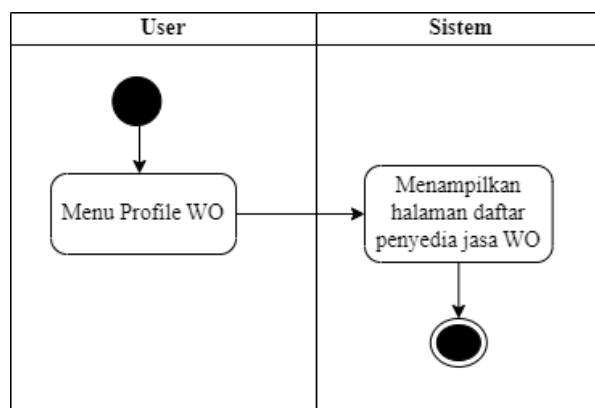 User
Sistem
Menu Profile WO
Menampilkan
halaman daftar
penyedia jasa WO